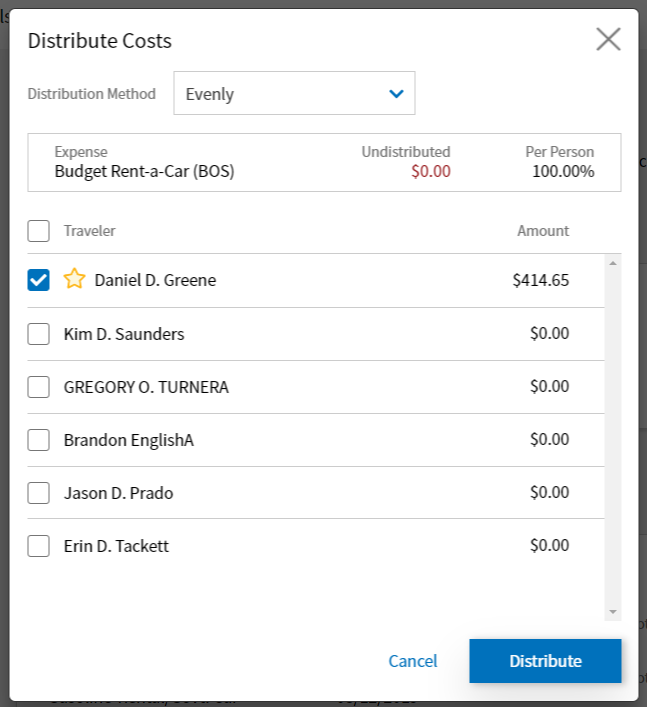 Distribute Costs
Distribution Method Evenly
Expense Undistributed Per Person
Budget Rent-a-Car (BOS) $0.00 100.00%
Traveler Amount
Daniel D. Greene $414.65
Kim D. Saunders $0.00
GREGORY O. TURNERA $0.00
Brandon EnglishA $0.00
Jason D. Prado $0.00
Erin D. Tackett $0.00
Cancel Distribute